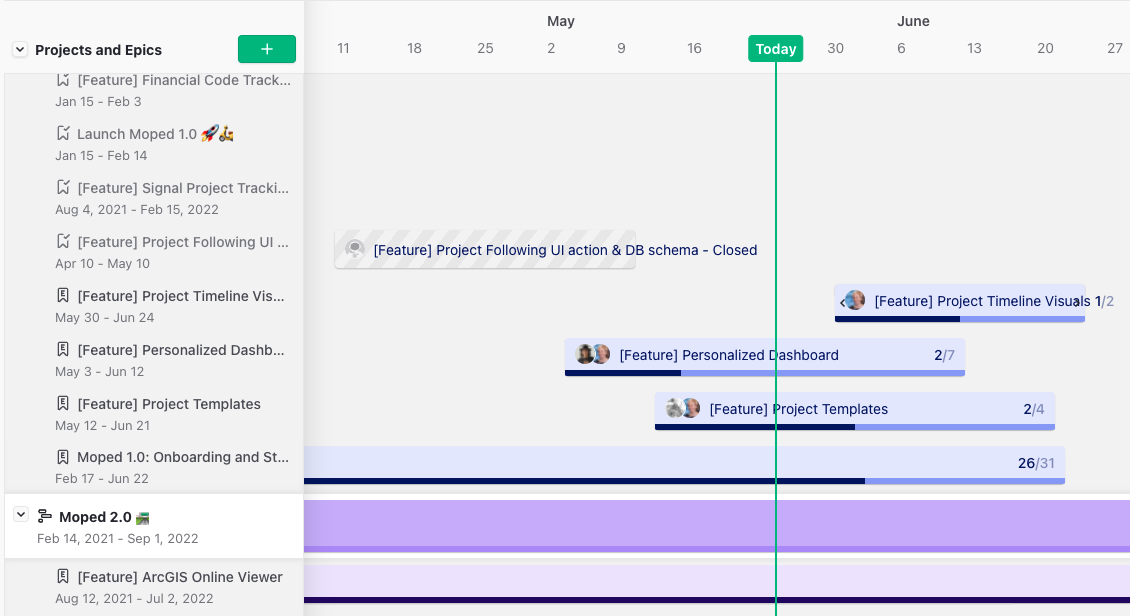 May
June
Projects and Epics
+
11
18
25
2
9
16
Today
30
6
13
20
27
[Feature] Financial Code Track...
Jan 15 - Feb 3
Launch Moped 1.0 🚀🛵
Jan 15 - Feb 14
[Feature] Signal Project Tracki...
Aug 4, 2021 - Feb 15, 2022
[Feature] Project Following UI ...
Apr 10 - May 10
[Feature] Project Following UI action & DB schema - Closed
[Feature] Project Timeline Vis...
May 30 - Jun 24
[Feature] Project Timeline Visuals 1/2
[Feature] Personalized Dashb...
May 3 - Jun 12
[Feature] Personalized Dashboard 2/7
[Feature] Project Templates
May 12 - Jun 21
[Feature] Project Templates 2/4
Moped 1.0: Onboarding and St...
Feb 17 - Jun 22
26/31
Moped 2.0
Feb 14, 2021 - Sep 1, 2022
[Feature] ArcGIS Online Viewer
Aug 12, 2021 - Jul 2, 2022